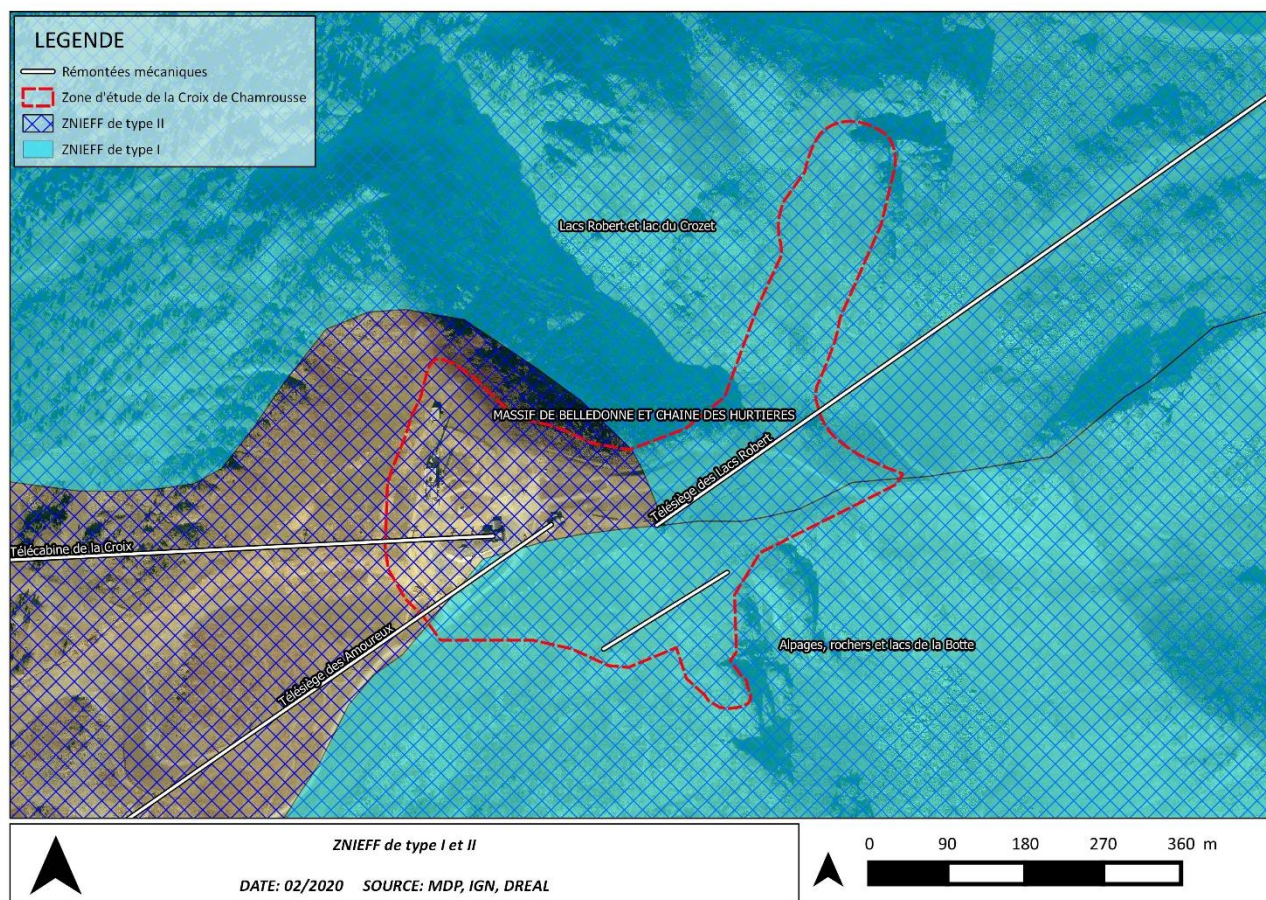 LEGENDE
Rémontées mécaniques
Zone d'étude de la Croix de Chamrousse
ZNIEFF de type II
ZNIEFF de type I
Lacs Robert et lac du Crozet
MASSIF DE BELLEDONNE ET CHAINE DES HURTIERES
Télésiège des Lacs Robert
Télécabine de la Croix
Télésiège des Amoureux
Alpages, rochers et lacs de la Botte
ZNIEFF de type I et II
DATE: 02/2020 SOURCE: MDP, IGN, DREAL
0 90 180 270 360 m